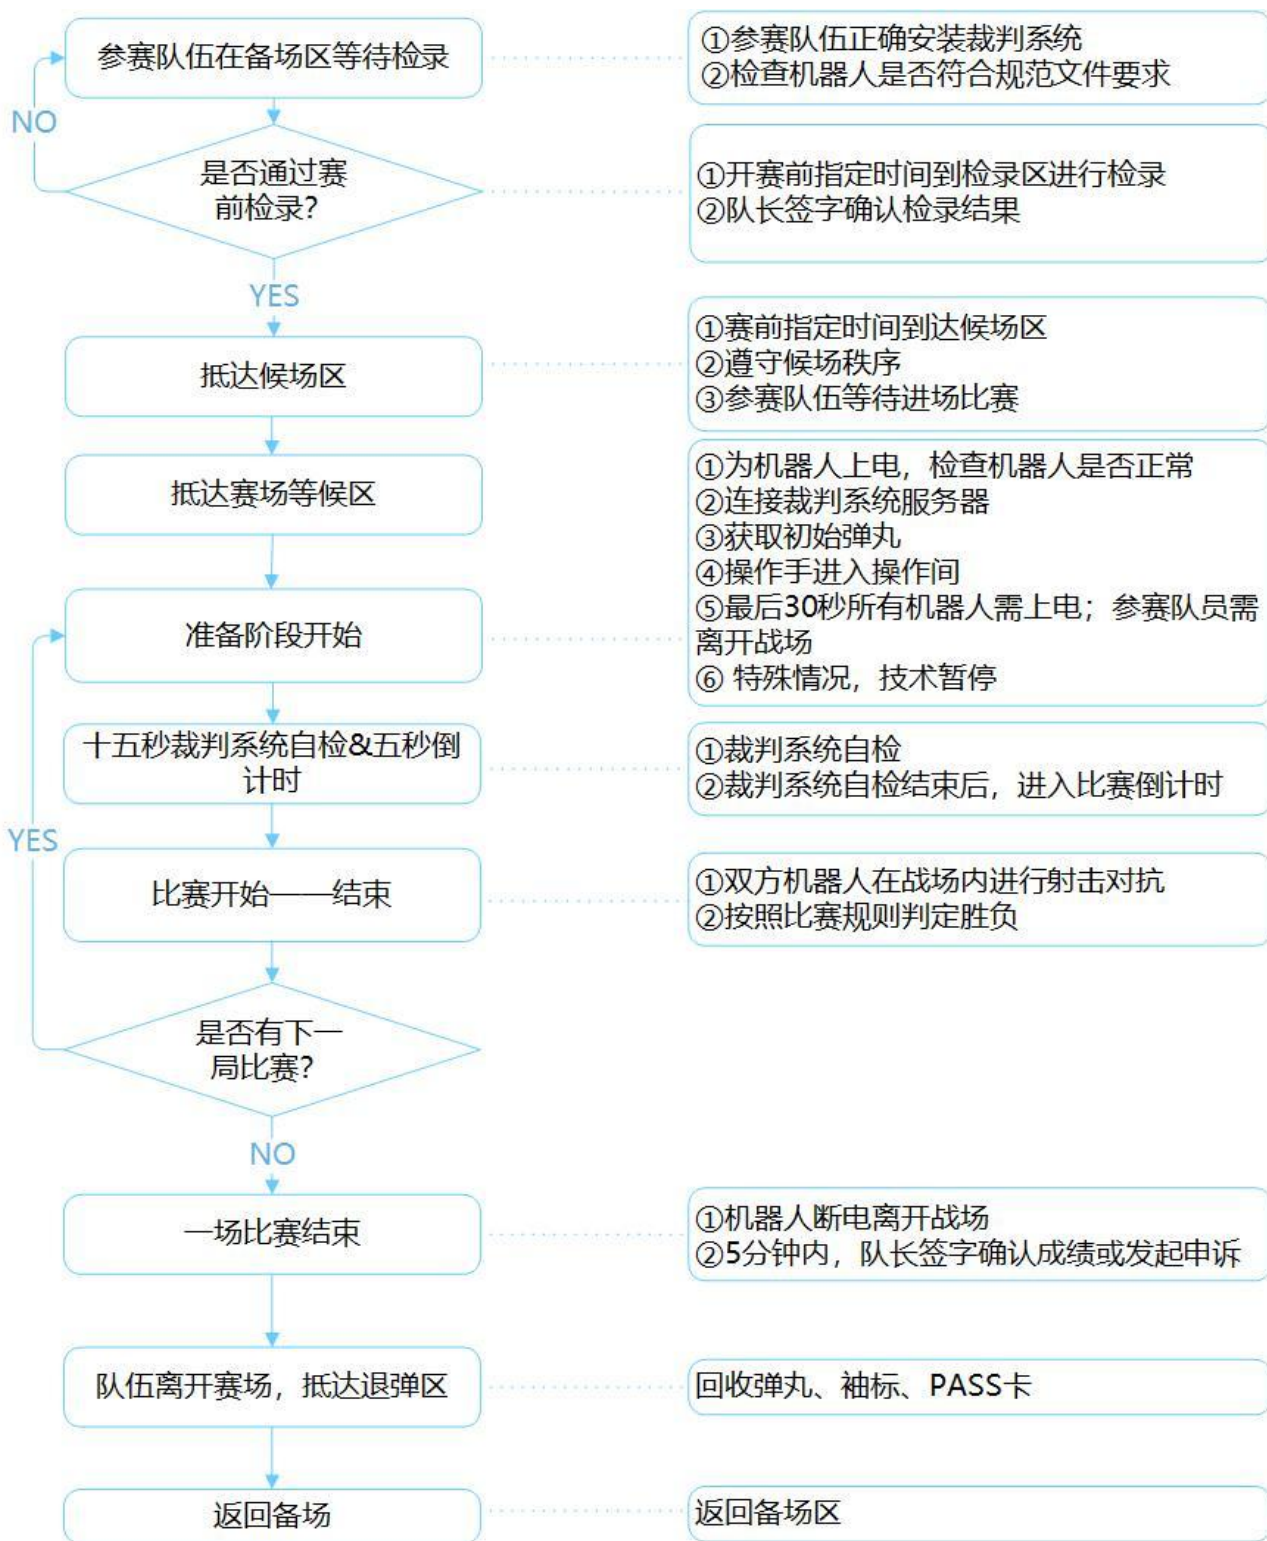 参赛队伍在备场区等待检录
①参赛队伍正确安装裁判系统
②检查机器人是否符合规范文件要求
NO
是否通过赛
前检录？
①开赛前指定时间到检录区进行检录
②队长签字确认检录结果
YES
抵达候场区
①赛前指定时间到达候场区
②遵守候场秩序
③参赛队伍等待进场比赛
抵达赛场等候区
准备阶段开始
①为机器人上电，检查机器人是否正常
②连接裁判系统服务器
③获取初始弹丸
④操作手进入操作间
⑤最后30秒所有机器人需上电；参赛队员需
离开战场
⑥ 特殊情况，技术暂停
十五秒裁判系统自检&五秒倒
计时
①裁判系统自检
②裁判系统自检结束后，进入比赛倒计时
YES
比赛开始——结束
①双方机器人在战场内进行射击对抗
②按照比赛规则判定胜负
是否有下一
局比赛？
NO
一场比赛结束
①机器人断电离开战场
②5分钟内，队长签字确认成绩或发起申诉
队伍离开赛场，抵达退弹区
回收弹丸、袖标、PASS卡
返回备场
返回备场区